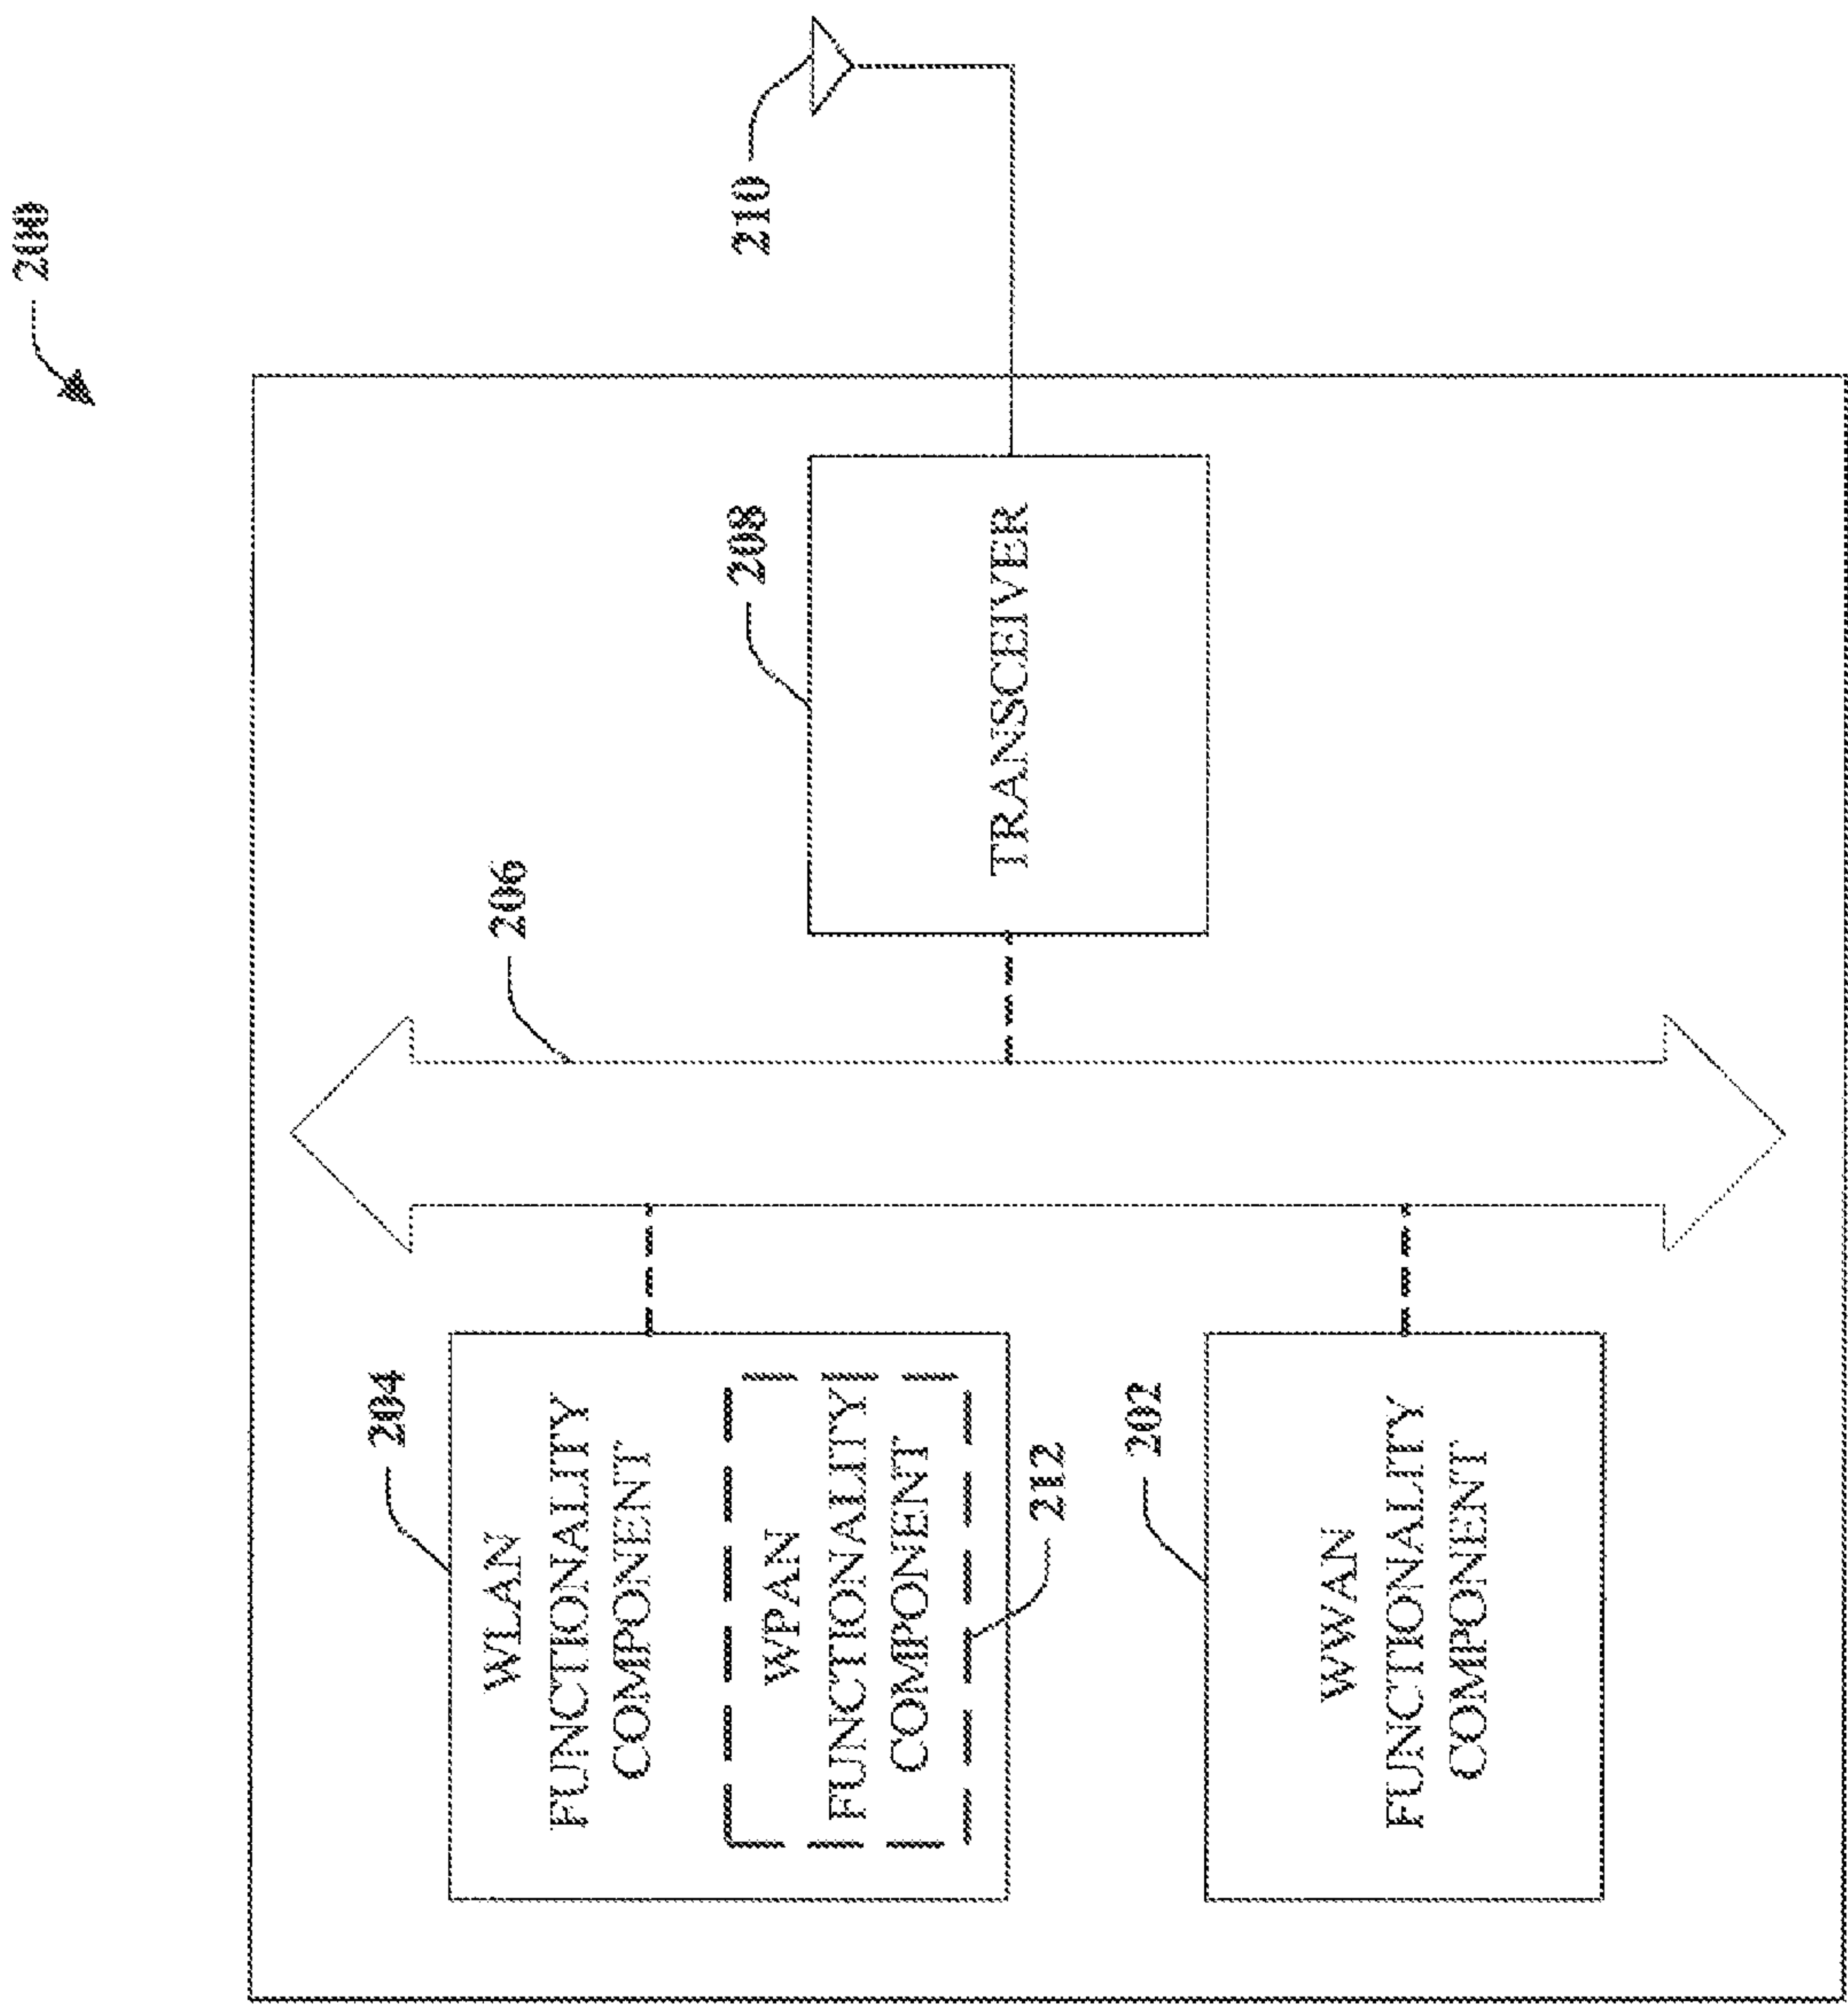 200
204
WLAN
FUNCTIONALITY
COMPONENT
WPAN
FUNCTIONALITY
COMPONENT
212
206
208
TRANSCEIVER
210
202
WWAN
FUNCTIONALITY
COMPONENT